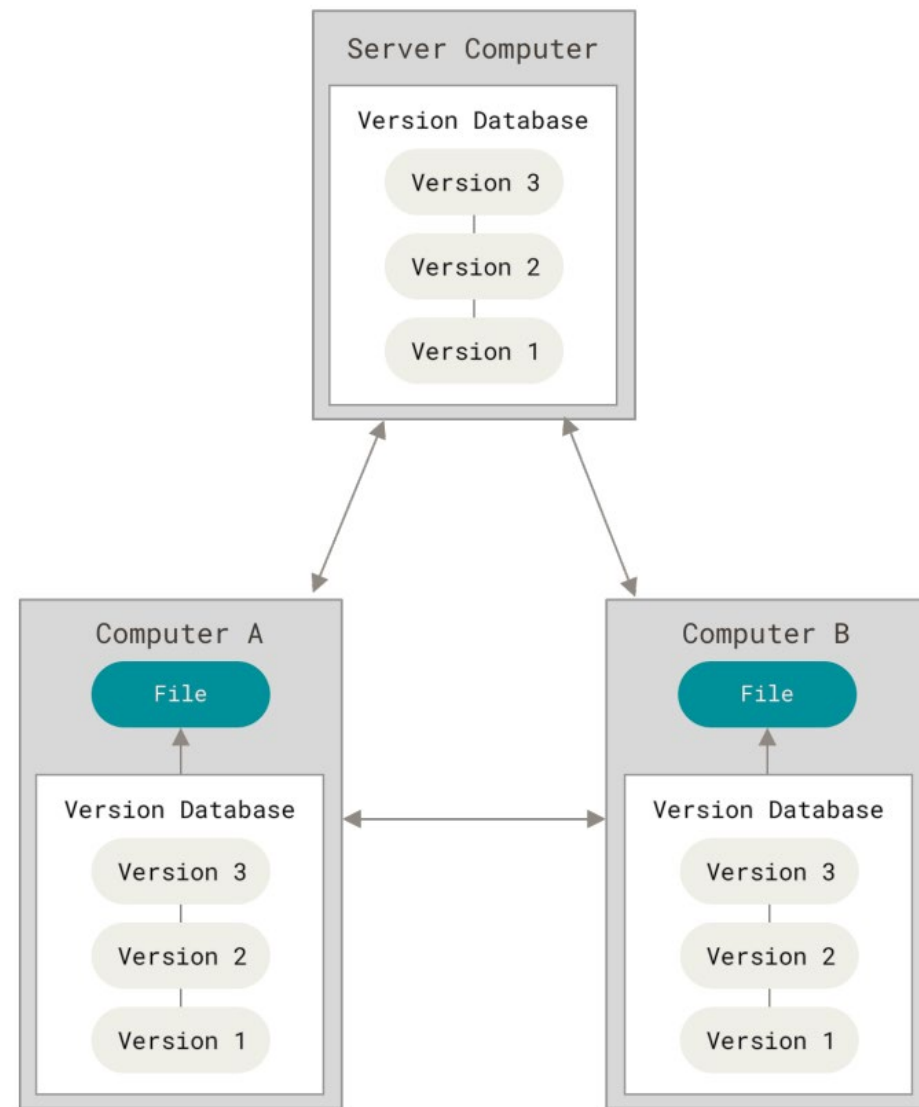 Server Computer
Version Database
Version 3
Version 2
Version 1
Computer A
File
Version Database
Version 3
Version 2
Version 1
Computer B
File
Version Database
Version 3
Version 2
Version 1